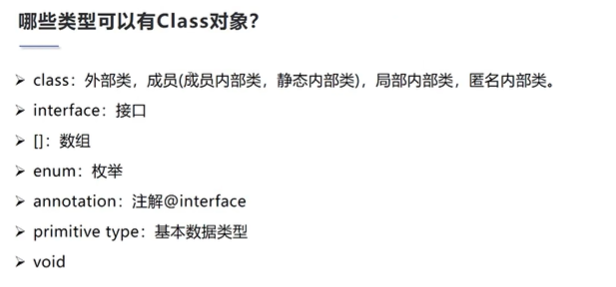 哪些类型可以有Class对象?
➢ class：外部类，成员(成员内部类，静态内部类)，局部内部类，匿名内部类。
➢ interface：接口
➢ []：数组
➢ enum：枚举
➢ annotation：注解@interface
➢ primitive type：基本数据类型
➢ void